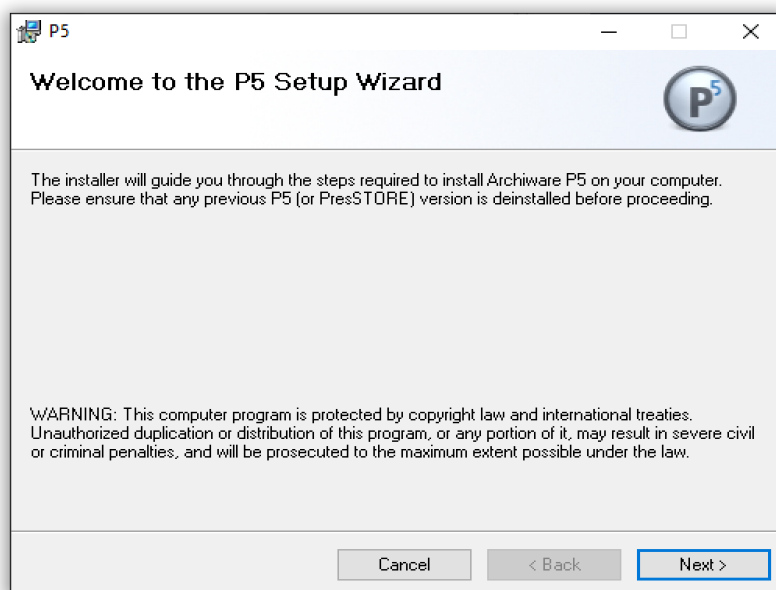 P5
Welcome to the P5 Setup Wizard
P5
The installer will guide you through the steps required to install Archiware P5 on your computer.
Please ensure that any previous P5 (or PresSTORE) version is deinstalled before proceeding.
WARNING: This computer program is protected by copyright law and international treaties.
Unauthorized duplication or distribution of this program, or any portion of it, may result in severe civil
or criminal penalties, and will be prosecuted to the maximum extent possible under the law.
Cancel
< Back
Next >